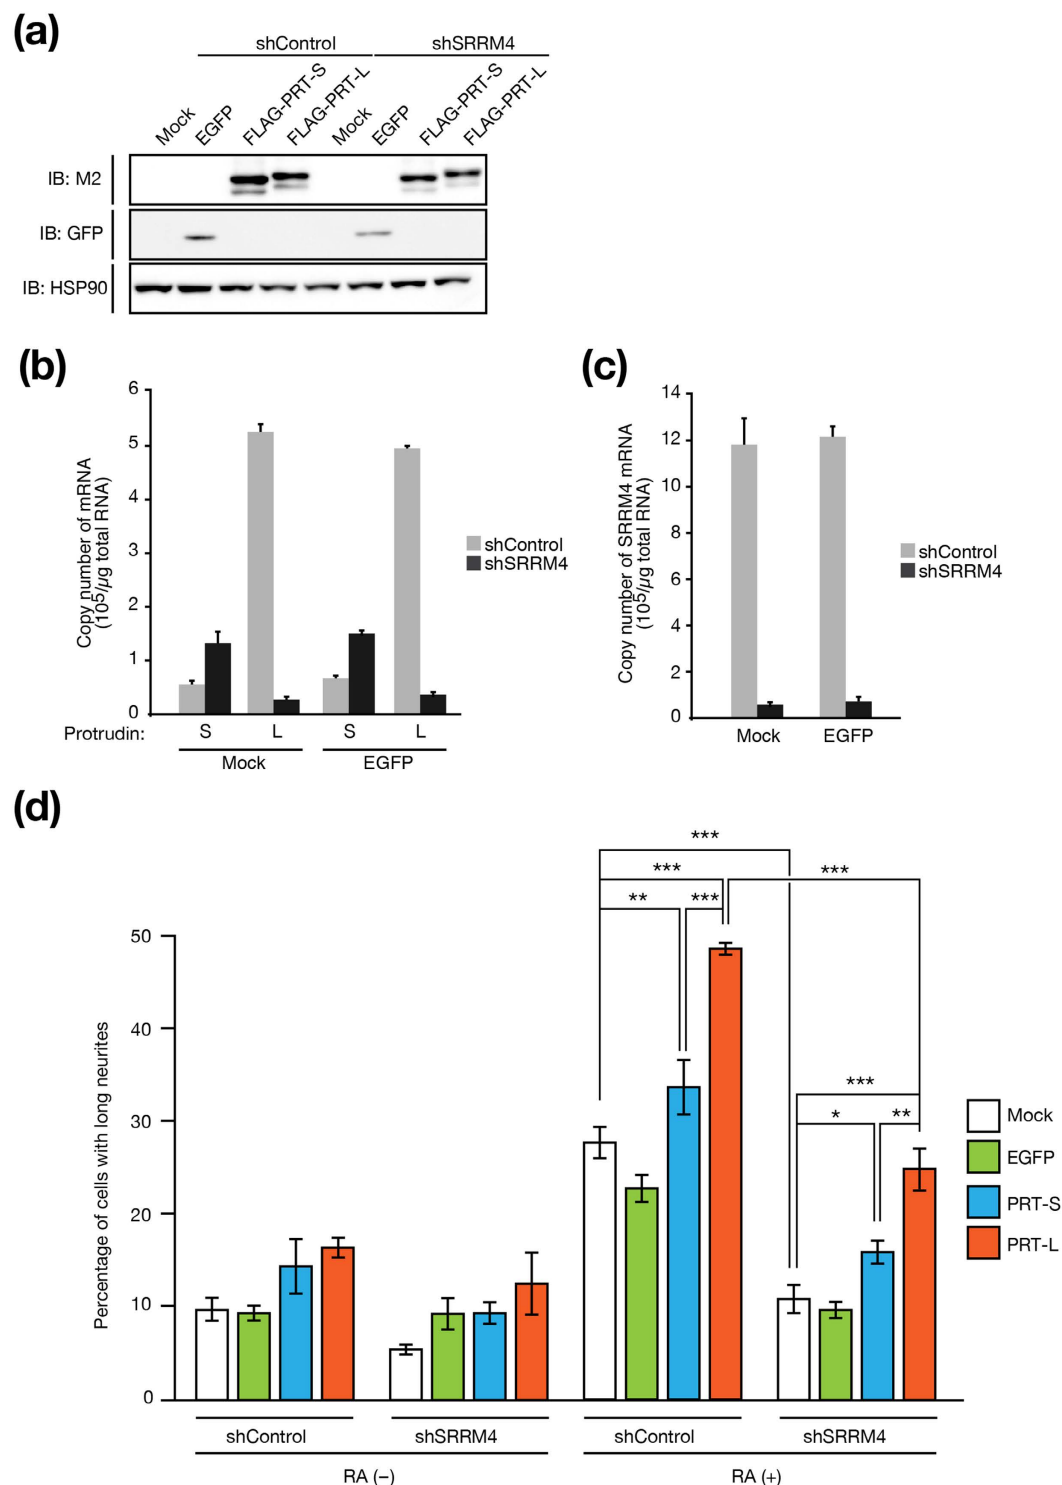 (a)
shControl shSRRM4
Mock EGFP FLAG-PRT-S FLAG-PRT-L Mock EGFP FLAG-PRT-S FLAG-PRT-L
IB: M2
IB: GFP
IB: HSP90
(b)
Copy number of mRNA
(10⁵/µg total RNA)
6
5
4
3
2
1
0
shControl
shSRRM4
Protrudin: S L S L
Mock EGFP
(c)
Copy number of SRRM4 mRNA
(10⁵/µg total RNA)
14
12
10
8
6
4
2
0
shControl
shSRRM4
Mock EGFP
(d)
Percentage of cells with long neurites
50
40
30
20
10
0
***
*** ***
** ***
***
* **
Mock
EGFP
PRT-S
PRT-L
shControl shSRRM4 shControl shSRRM4
RA (−) RA (+)